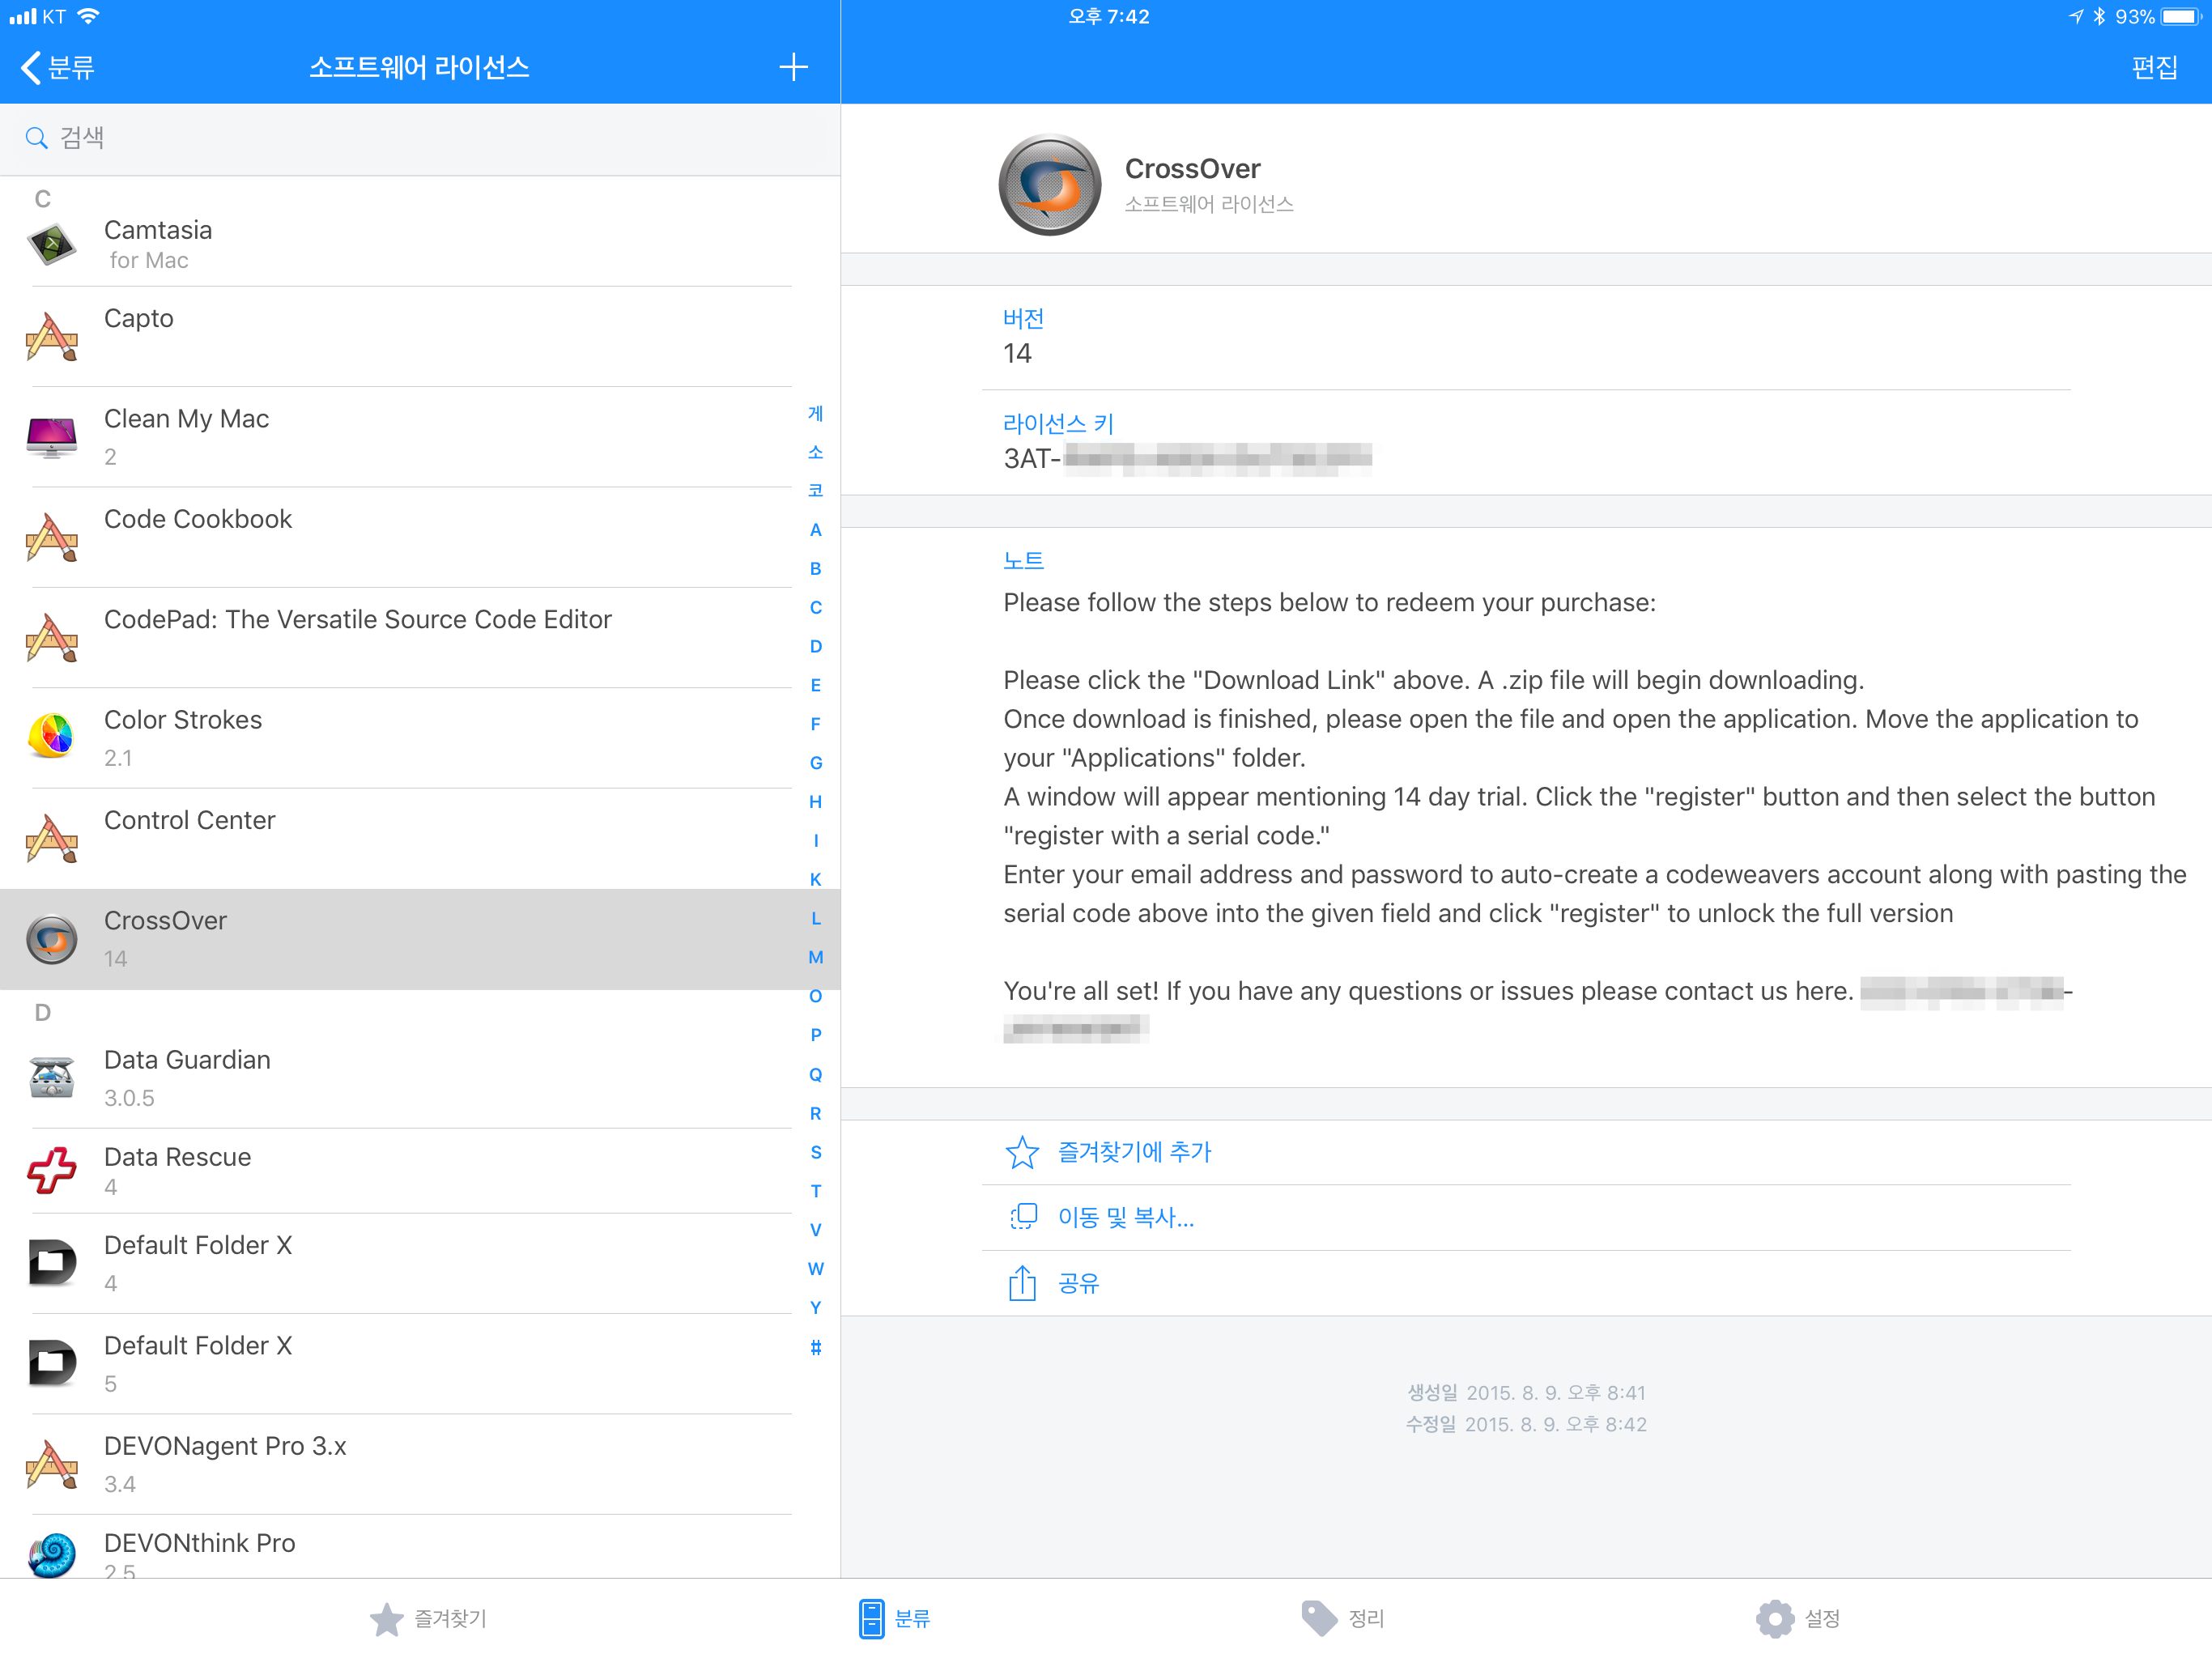 KT
오후 7:42
93%
분류
소프트웨어 라이선스
편집
검색
C
Camtasia
for Mac
Capto
Clean My Mac
2
Code Cookbook
CodePad: The Versatile Source Code Editor
Color Strokes
2.1
Control Center
CrossOver
14
D
Data Guardian
3.0.5
Data Rescue
4
Default Folder X
4
Default Folder X
5
DEVONagent Pro 3.x
3.4
DEVONthink Pro
2.5
게
소
코
A
B
C
D
E
F
G
H
I
K
L
M
O
P
Q
R
S
T
V
W
Y
#
CrossOver
소프트웨어 라이선스
버전
14
라이선스 키
3AT-
노트
Please follow the steps below to redeem your purchase:
Please click the "Download Link" above. A .zip file will begin downloading.
Once download is finished, please open the file and open the application. Move the application to
your "Applications" folder.
A window will appear mentioning 14 day trial. Click the "register" button and then select the button
"register with a serial code."
Enter your email address and password to auto-create a codeweavers account along with pasting the
serial code above into the given field and click "register" to unlock the full version
You're all set! If you have any questions or issues please contact us here. -
즐겨찾기에 추가
이동 및 복사...
공유
생성일 2015. 8. 9. 오후 8:41
수정일 2015. 8. 9. 오후 8:42
즐겨찾기
분류
정리
설정